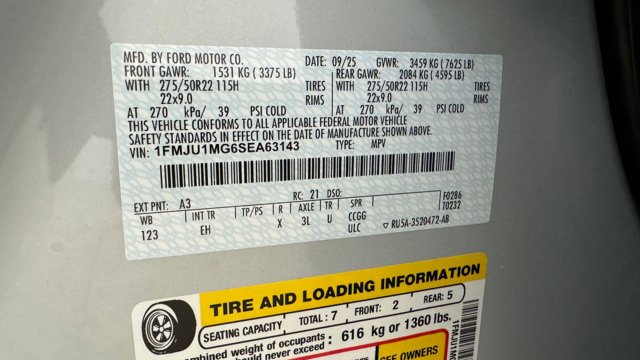 MFD. BY FORD MOTOR CO.
DATE: 09/25 GVWR: 3459 KG (7625 LB)
FRONT GAWR: 1531 KG (3375 LB) REAR GAWR: 2084 KG (4595 LB)
WITH 275/50R22 115H TIRES WITH 275/50R22 115H TIRES
22x9.0 RIMS 22x9.0 RIMS
AT 270 kPa/ 39 PSI COLD AT 270 kPa/ 39 PSI COLD
THIS VEHICLE CONFORMS TO ALL APPLICABLE FEDERAL MOTOR VEHICLE
SAFETY STANDARDS IN EFFECT ON THE DATE OF MANUFACTURE SHOWN ABOVE.
VIN: 1FMJU1MG6SEA63143 TYPE: MPV
EXT PNT: A3 RC: 21 DSO: F0286
T0232
WB INT TR TP/PS R AXLE TR SPR
123 EH X 3L U CCGG
ULC ▽ RU5A-3520472-AB
TIRE AND LOADING INFORMATION
SEATING CAPACITY TOTAL: 7 FRONT: 2 REAR: 5
combined weight of occupants 616 kg or 1360 lbs.
SEE OWNERS